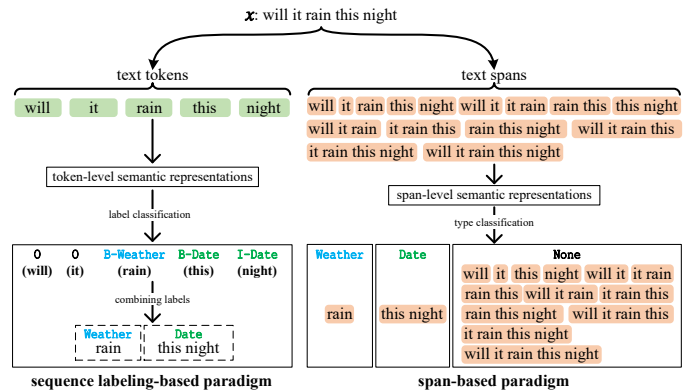 x: will it rain this night
text tokens
will it rain this night
token-level semantic representations
label classification
O O B-Weather B-Date I-Date
(will) (it) (rain) (this) (night)
combining labels
Weather Date
rain this night
sequence labeling-based paradigm
text spans
will it rain this night will it it rain rain this this night
will it rain it rain this rain this night will it rain this
it rain this night will it rain this night
span-level semantic representations
type classification
Weather Date None
rain
this night
will it this night will it it rain
rain this will it rain it rain this
rain this night will it rain this
it rain this night
will it rain this night
span-based paradigm